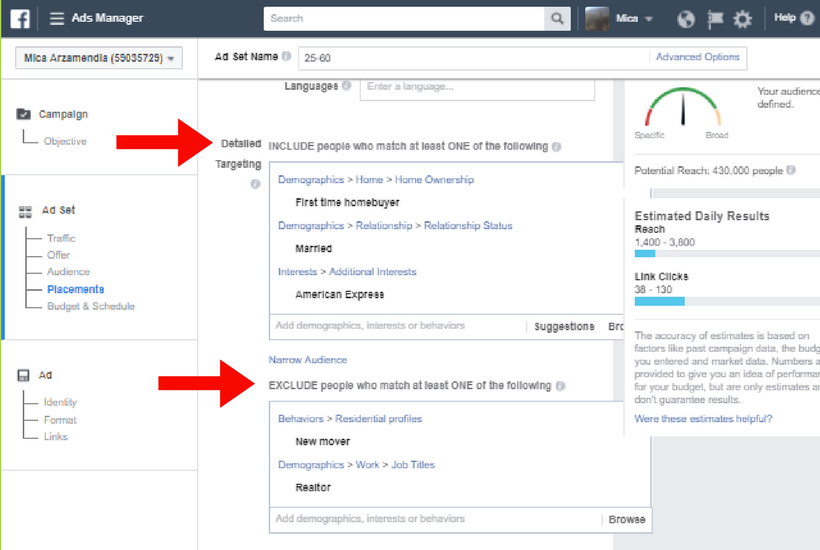 f Ads Manager Search Mica Help ?
Mica Arzamendia (59035729)
Ad Set Name 25-60 Advanced Options
Campaign
Objective
Ad Set
Traffic
Offer
Audience
Placements
Budget & Schedule
Ad
Identity
Format
Links
Languages Enter a language...
Detailed Targeting
INCLUDE people who match at least ONE of the following
Demographics > Home > Home Ownership
First time homebuyer
Demographics > Relationship > Relationship Status
Married
Interests > Additional Interests
American Express
Add demographics, interests or behaviors Suggestions Bro
Narrow Audience
EXCLUDE people who match at least ONE of the following
Behaviors > Residential profiles
New mover
Demographics > Work > Job Titles
Realtor
Add demographics, interests or behaviors Browse
Your audience
defined.
Specific Broad
Potential Reach: 430,000 people
Estimated Daily Results
Reach
1,400 - 3,800
Link Clicks
38 - 130
The accuracy of estimates is based on
factors like past campaign data, the budg
you entered and market data. Numbers a
provided to give you an idea of performa
for your budget, but are only estimates a
don't guarantee results.
Were these estimates helpful?